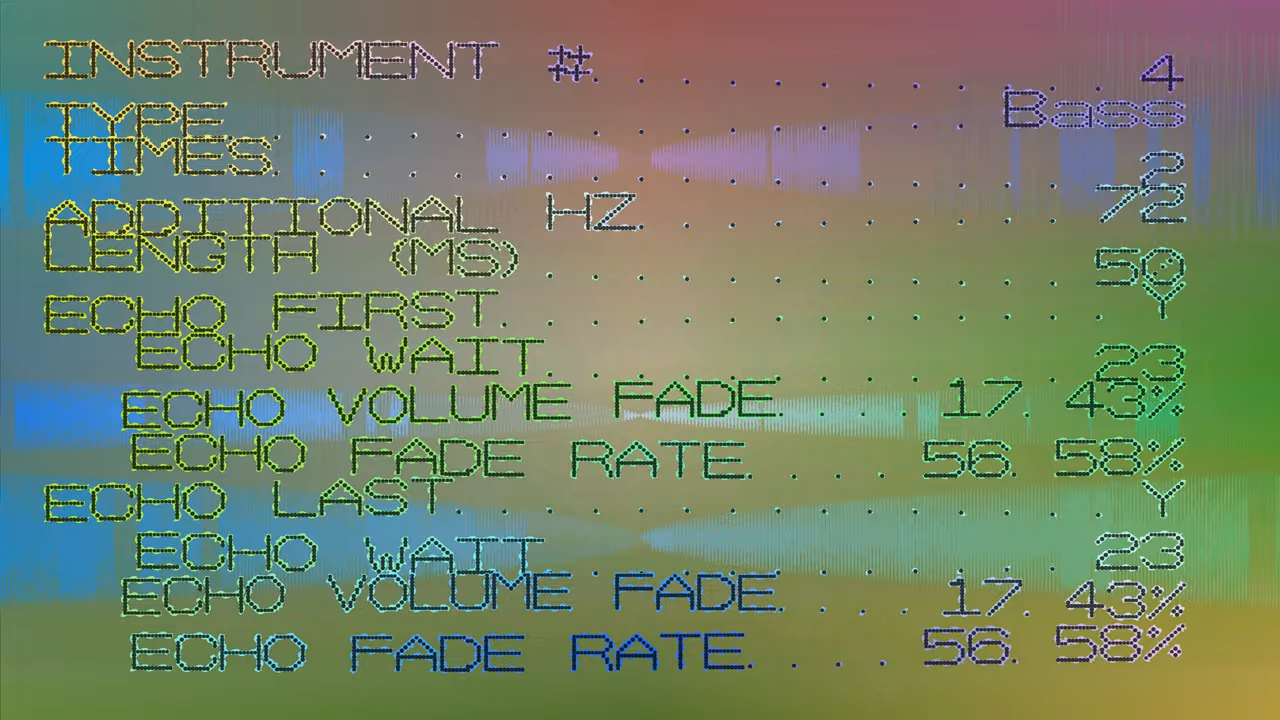 INSTRUMENT #. . . . . . . . . . . . 4
TYPE. . . . . . . . . . . . . . . . . Bass
TIMES. . . . . . . . . . . . . . . . . . . 2
ADDITIONAL HZ. . . . . . . . . . . 72
LENGTH (MS) . . . . . . . . . . . . 50
ECHO FIRST. . . . . . . . . . . . . . Y
ECHO WAIT. . . . . . . . . . . . 23
ECHO VOLUME FADE. . . . 17. 43%
ECHO FADE RATE. . . . 56. 58%
ECHO LAST. . . . . . . . . . . . . . . Y
ECHO WAIT . . . . . . . . . . . . 23
ECHO VOLUME FADE. . . . 17. 43%
ECHO FADE RATE. . . . 56. 58%